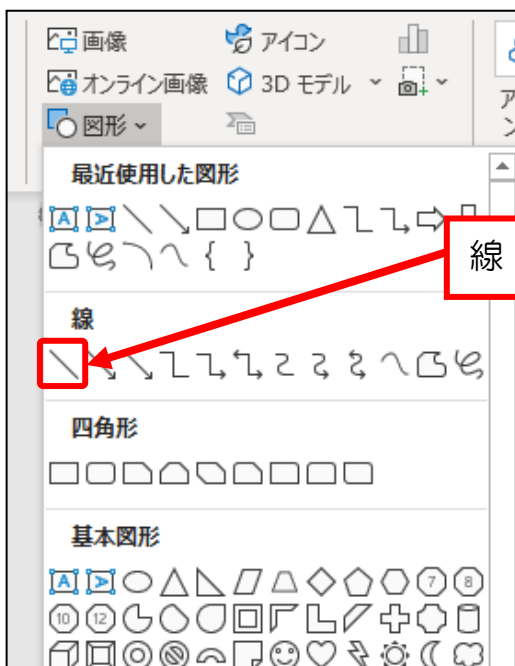 画像 アイコン
オンライン画像 3D モデル
図形
最近使用した図形
線
線
四角形
基本図形